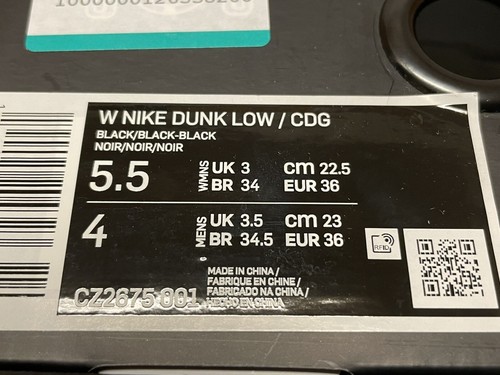 W NIKE DUNK LOW / CDG
BLACK/BLACK-BLACK
NOIR/NOIR/NOIR
5.5 WMNS UK 3 cm 22.5
BR 34 EUR 36
4 MENS UK 3.5 cm 23
BR 34.5 EUR 36
RFID
MADE IN CHINA /
FABRIQUE EN CHINE /
FABRICADO NA CHINA /
HECHO EN CHINA
CZ2675 001